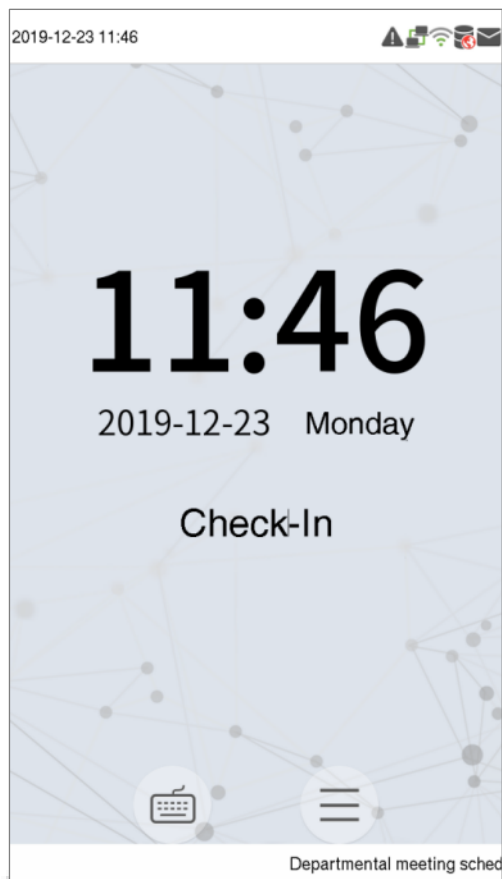 2019-12-23 11:46
11:46
2019-12-23 Monday
Check-In
Departmental meeting sched